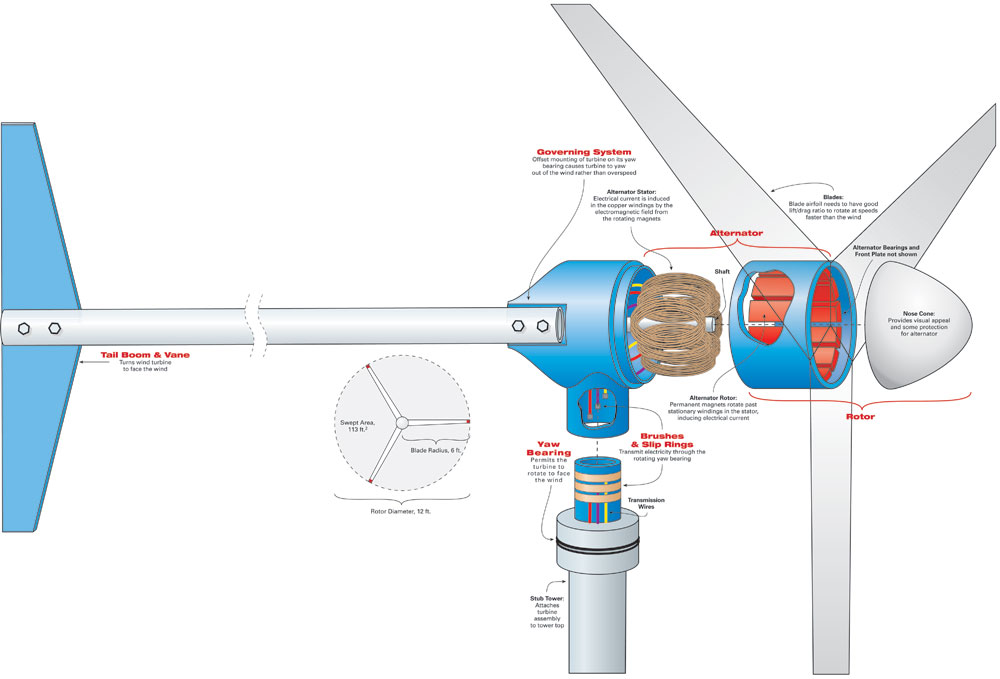 Governing System
Offset mounting of turbine on its yaw
bearing causes turbine to yaw
out of the wind rather than overspeed
Alternator Stator:
Electrical current is induced
in the copper windings by the
electromagnetic field from
the rotating magnets
Blades:
Blade airfoil needs to have good
lift/drag ratio to rotate at speeds
faster than the wind
Alternator
Alternator Bearings and
Front Plate not shown
Shaft
Nose Cone:
Provides visual appeal
and some protection
for alternator
Tail Boom & Vane
Turns wind turbine
to face the wind
Alternator Rotor:
Permanent magnets rotate past
stationary windings in the stator,
inducing electrical current
Rotor
Swept Area,
113 ft.²
Blade Radius, 6 ft.
Rotor Diameter, 12 ft.
Yaw
Bearing
Permits the
turbine to
rotate to face
the wind
Brushes
& Slip Rings
Transmit electricity through the
rotating yaw bearing
Transmission
Wires
Stub Tower:
Attaches
turbine
assembly
to tower top